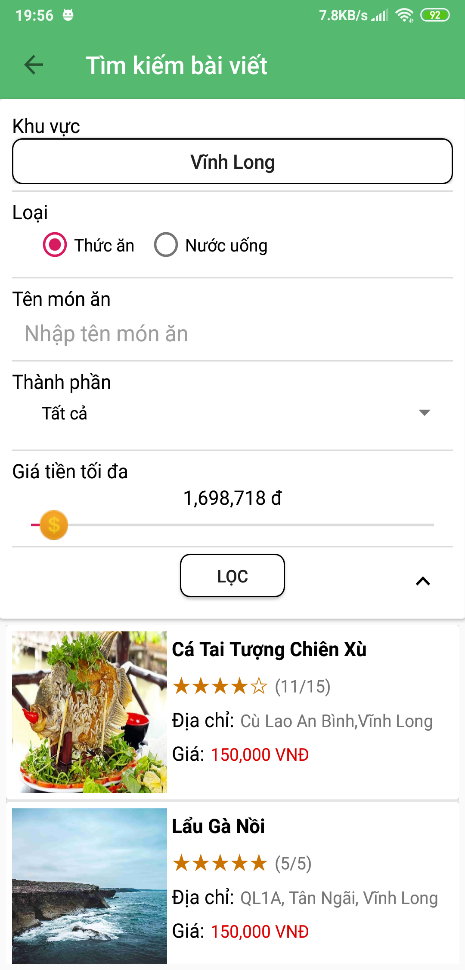 19:56 7.8KB/s 92
Tìm kiếm bài viết
Khu vực
Vĩnh Long
Loại
Thức ăn Nước uống
Tên món ăn
Nhập tên món ăn
Thành phần
Tất cả
Giá tiền tối đa
1,698,718 đ
$
LỌC
Cá Tai Tượng Chiên Xù
★★★★☆ (11/15)
Địa chỉ: Cù Lao An Bình,Vĩnh Long
Giá: 150,000 VNĐ
Lẩu Gà Nồi
★★★★★ (5/5)
Địa chỉ: QL1A, Tân Ngãi, Vĩnh Long
Giá: 150,000 VNĐ